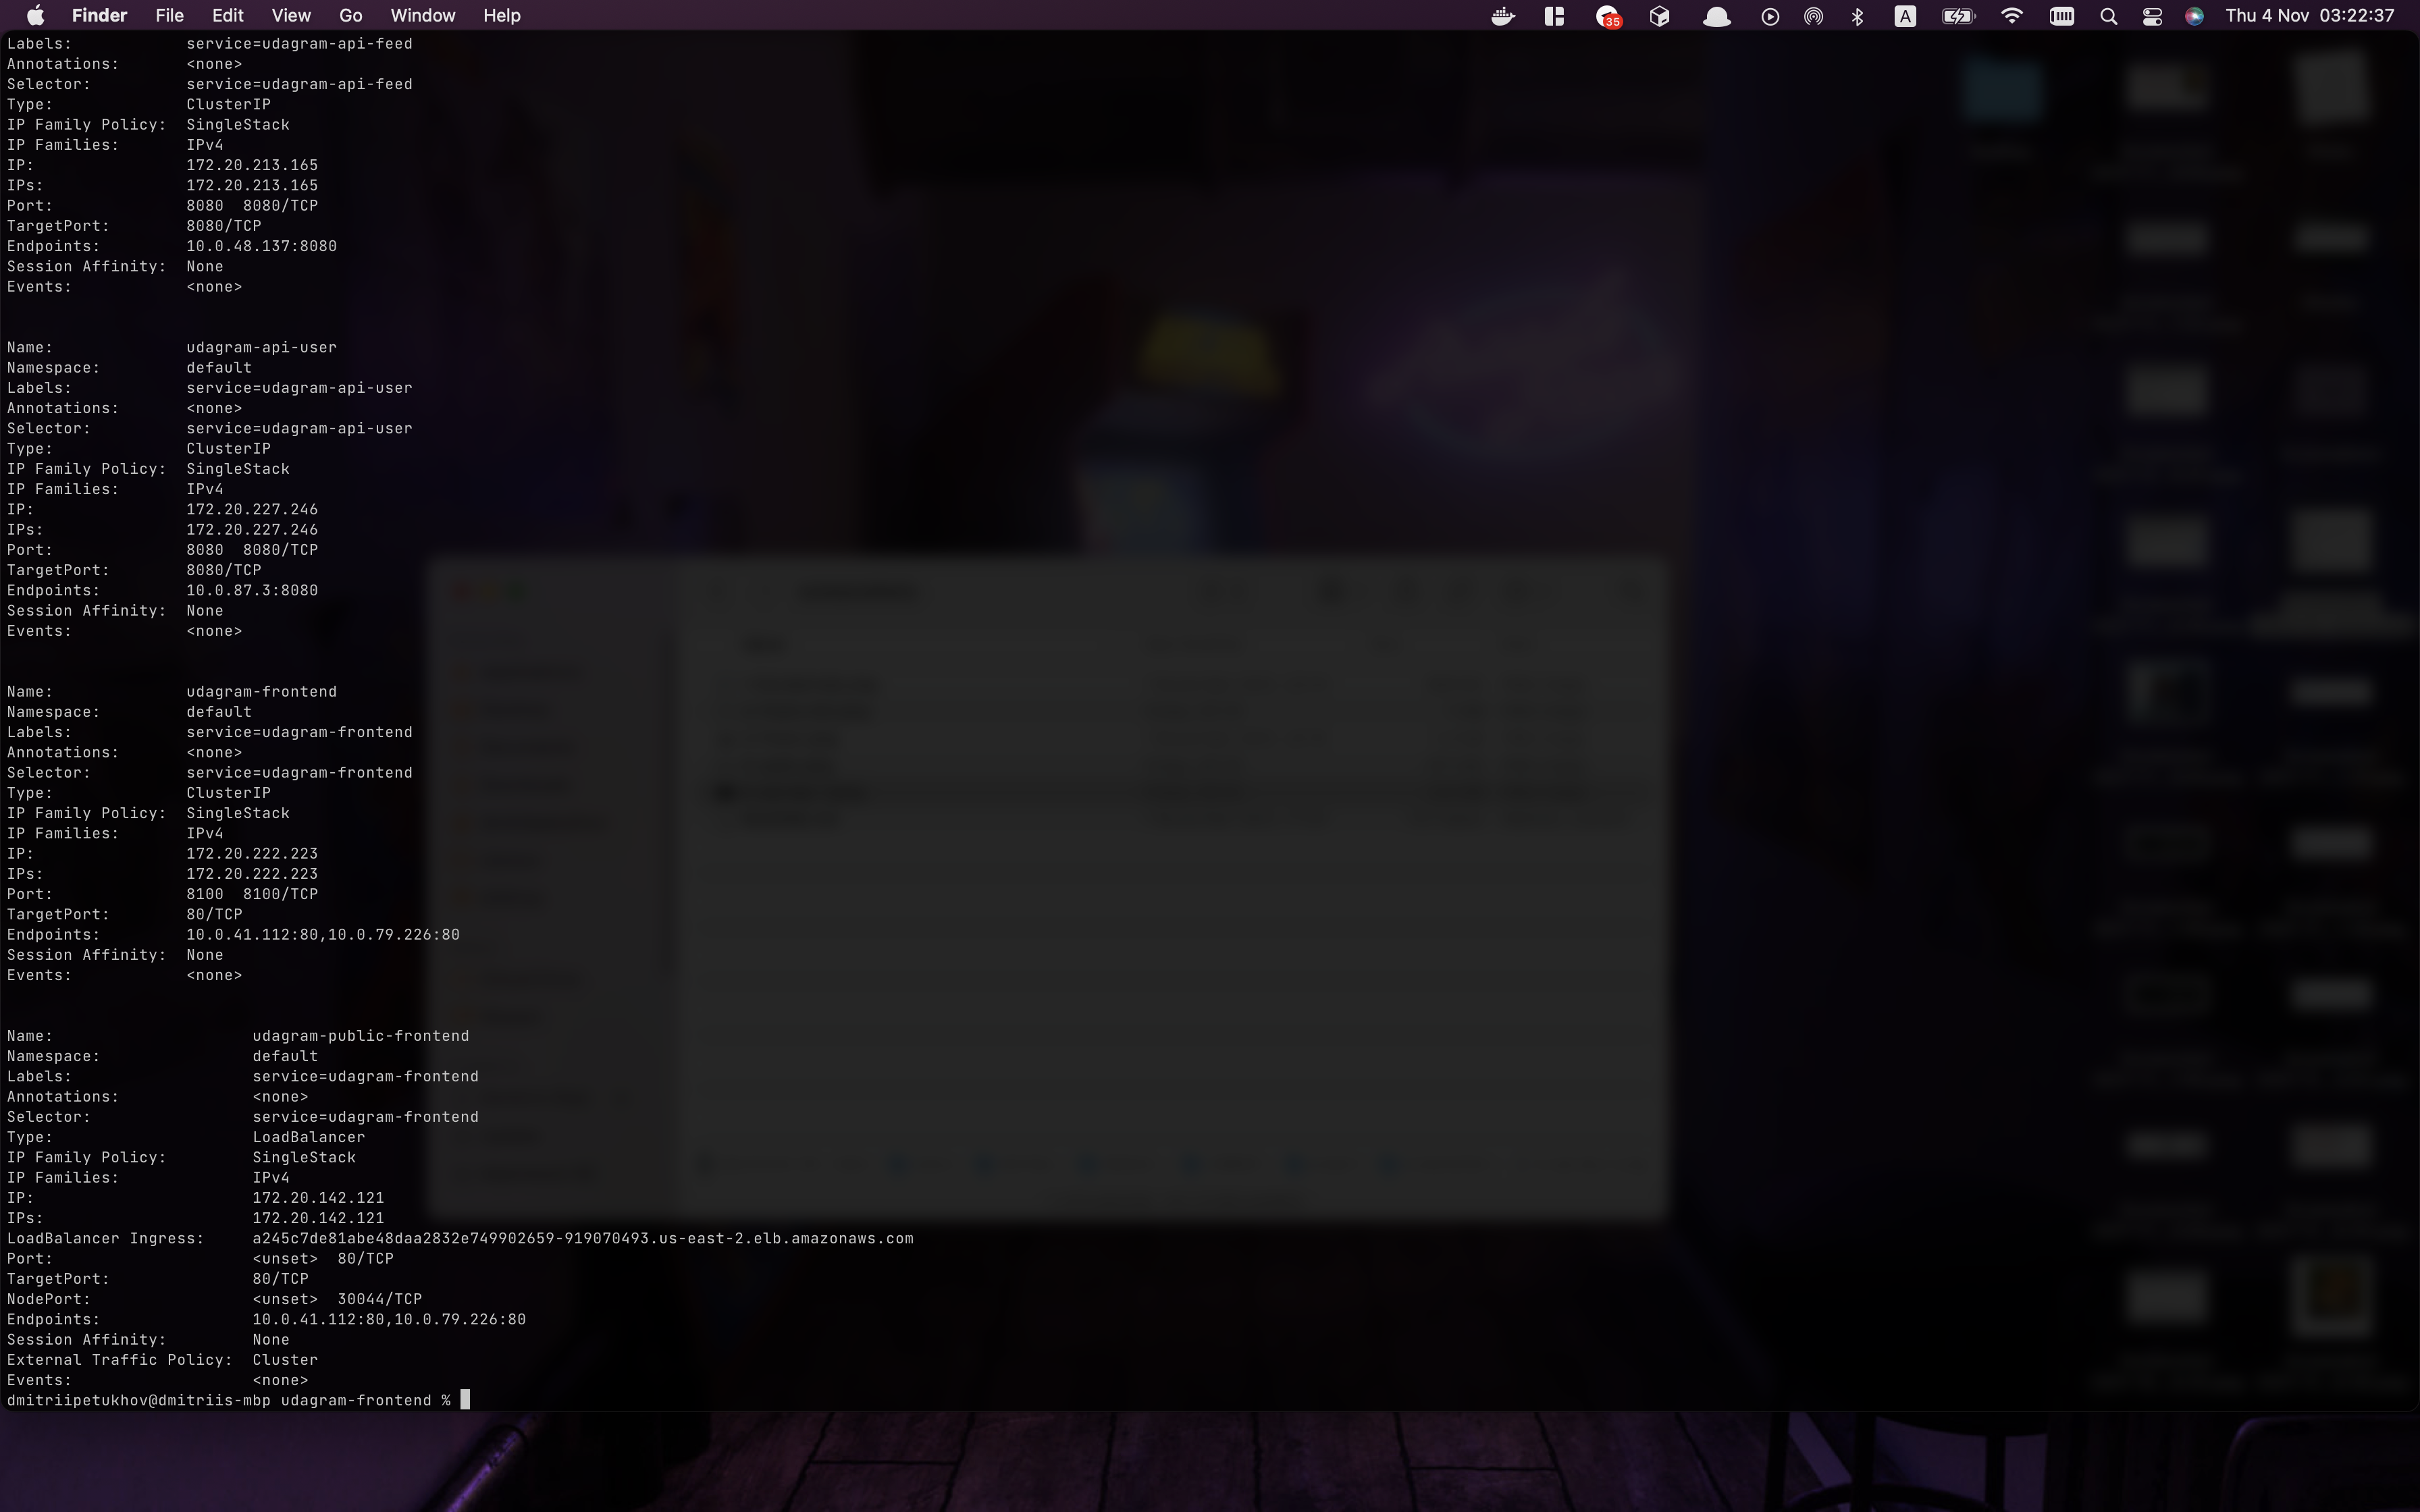 Finder File Edit View Go Window Help 35 A Thu 4 Nov 03:22:37
Labels: service=udagram-api-feed
Annotations: <none>
Selector: service=udagram-api-feed
Type: ClusterIP
IP Family Policy: SingleStack
IP Families: IPv4
IP: 172.20.213.165
IPs: 172.20.213.165
Port: 8080 8080/TCP
TargetPort: 8080/TCP
Endpoints: 10.0.48.137:8080
Session Affinity: None
Events: <none>
Name: udagram-api-user
Namespace: default
Labels: service=udagram-api-user
Annotations: <none>
Selector: service=udagram-api-user
Type: ClusterIP
IP Family Policy: SingleStack
IP Families: IPv4
IP: 172.20.227.246
IPs: 172.20.227.246
Port: 8080 8080/TCP
TargetPort: 8080/TCP
Endpoints: 10.0.87.3:8080
Session Affinity: None
Events: <none>
Name: udagram-frontend
Namespace: default
Labels: service=udagram-frontend
Annotations: <none>
Selector: service=udagram-frontend
Type: ClusterIP
IP Family Policy: SingleStack
IP Families: IPv4
IP: 172.20.222.223
IPs: 172.20.222.223
Port: 8100 8100/TCP
TargetPort: 80/TCP
Endpoints: 10.0.41.112:80,10.0.79.226:80
Session Affinity: None
Events: <none>
Name: udagram-public-frontend
Namespace: default
Labels: service=udagram-frontend
Annotations: <none>
Selector: service=udagram-frontend
Type: LoadBalancer
IP Family Policy: SingleStack
IP Families: IPv4
IP: 172.20.142.121
IPs: 172.20.142.121
LoadBalancer Ingress: a245c7de81abe48daa2832e749902659-919070493.us-east-2.elb.amazonaws.com
Port: <unset> 80/TCP
TargetPort: 80/TCP
NodePort: <unset> 30044/TCP
Endpoints: 10.0.41.112:80,10.0.79.226:80
Session Affinity: None
External Traffic Policy: Cluster
Events: <none>
dmitriipetukhov@dmitriis-mbp udagram-frontend %